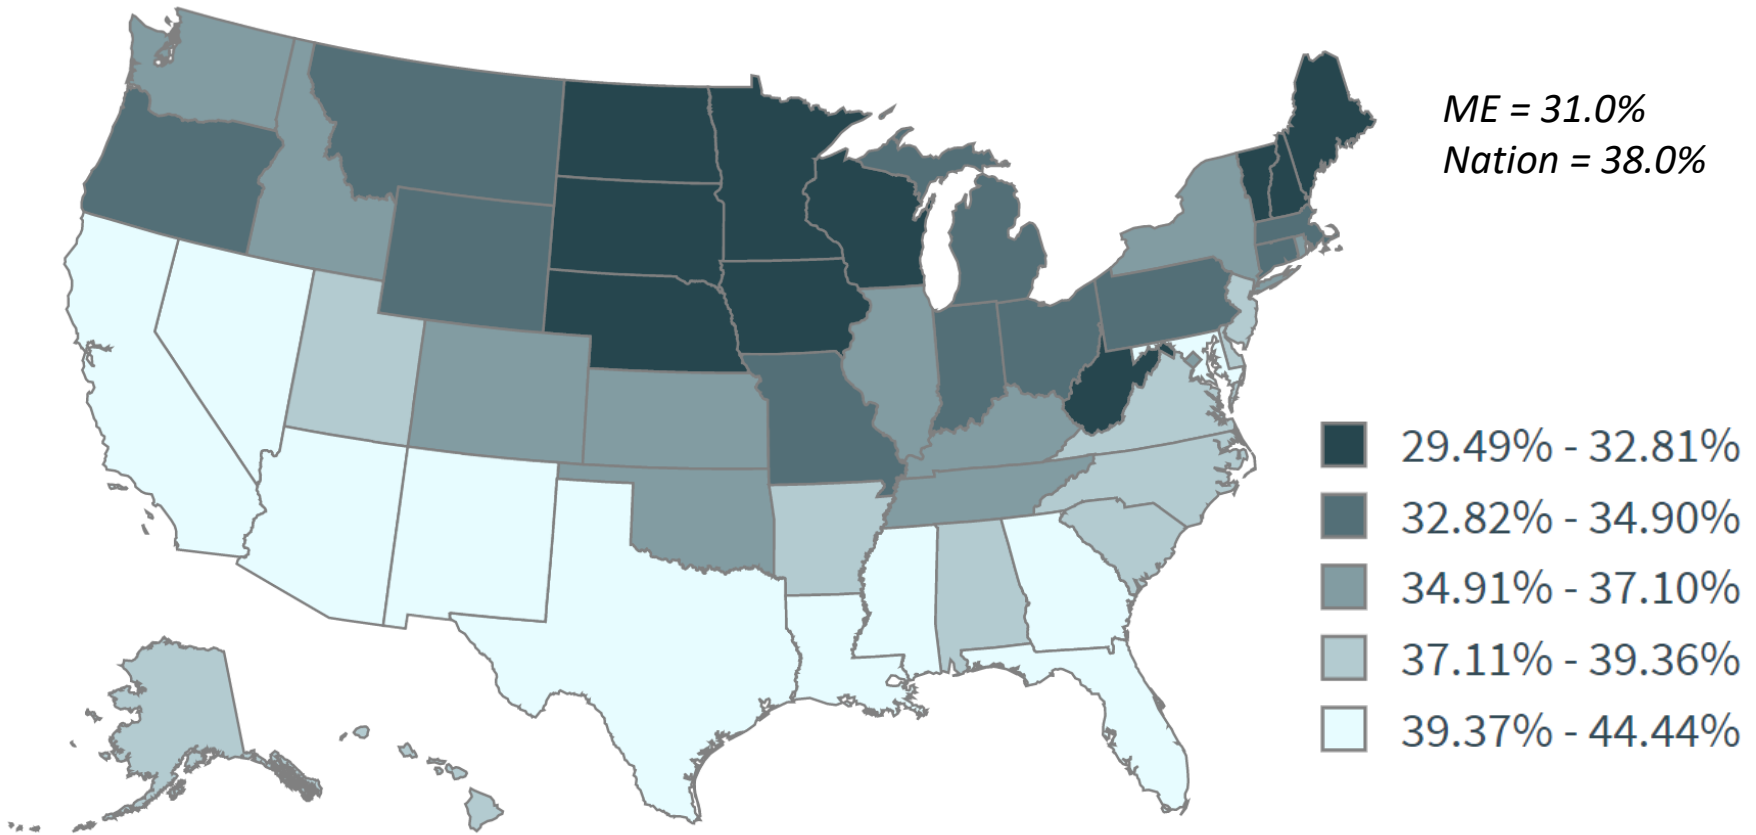 ME = 31.0%
Nation = 38.0%
29.49% - 32.81%
32.82% - 34.90%
34.91% - 37.10%
37.11% - 39.36%
39.37% - 44.44%